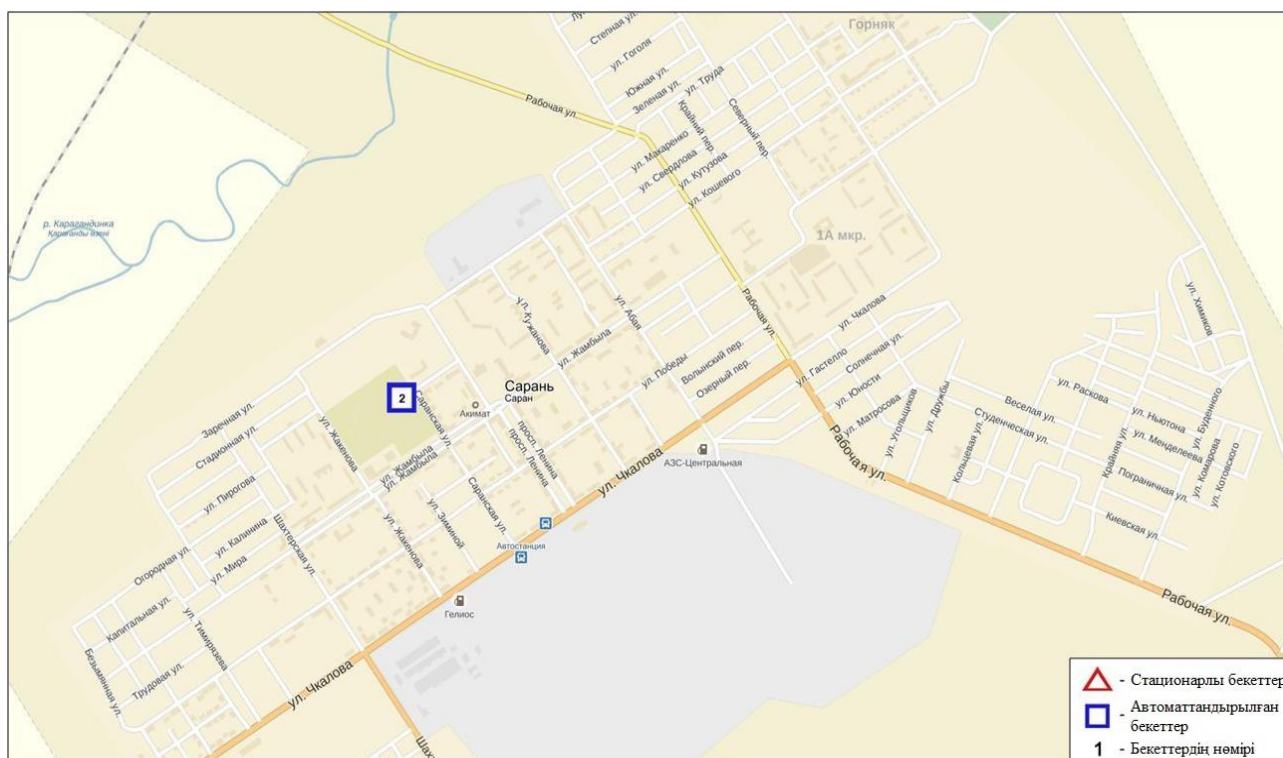 Горняк
Степная ул.
ул. Гоголя
Южная ул.
Зеленая ул.
ул. Труда
Рабочая ул.
Крайний пер.
Северный пер.
ул. Макаренко
ул. Свердлова
ул. Кутузова
ул. Кошевого
р. Карагандинка
Қарағанды өзені
1А мкр.
ул. Химиков
ул. Кужанова
ул. Абая
Рабочая ул.
ул. Чкалова
ул. Жамбыла
ул. Победы
Волынский пер.
Озерный пер.
ул. Гастелло
Солнечная ул.
ул. Юности
ул. Матросова
ул. Угольщиков
ул. Дружбы
Веселая ул.
ул. Раскова
ул. Ньютона
ул. Буденного
ул. Менделеева
Студенческая ул.
Кольцевая ул.
Крайняя ул.
Пограничная ул.
ул. Комарова
ул. Котовского
Киевская ул.
2
Сарань
Саран
Акимат
Саранская ул.
Заречная ул.
Стадионная ул.
ул. Жакенова
ул. Жамбыла
ул. Жамбыла
просп. Ленина
просп. Ленина
АЗС-Центральная
ул. Чкалова
Рабочая ул.
ул. Пирогова
Саранская ул.
ул. Зиминой
ул. Жакенова
Шахтерская ул.
ул. Калинина
Огородная ул.
ул. Мира
Автостанция
Гелиос
Капитальная ул.
ул. Тимирязева
Безымянная ул.
Трудовая ул.
ул. Чкалова
Рабочая ул.
- Стационарлы бекеттер
- Автоматтандырылған
бекеттер
1 - Бекеттердің нөмірі